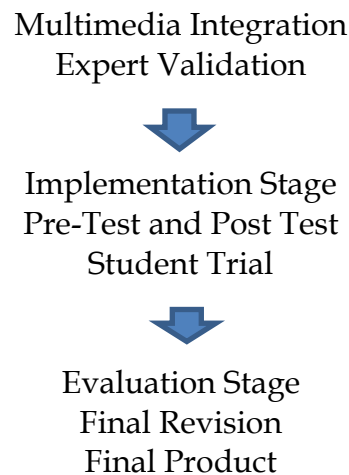 Multimedia Integration
Expert Validation
Implementation Stage
Pre-Test and Post Test
Student Trial
Evaluation Stage
Final Revision
Final Product